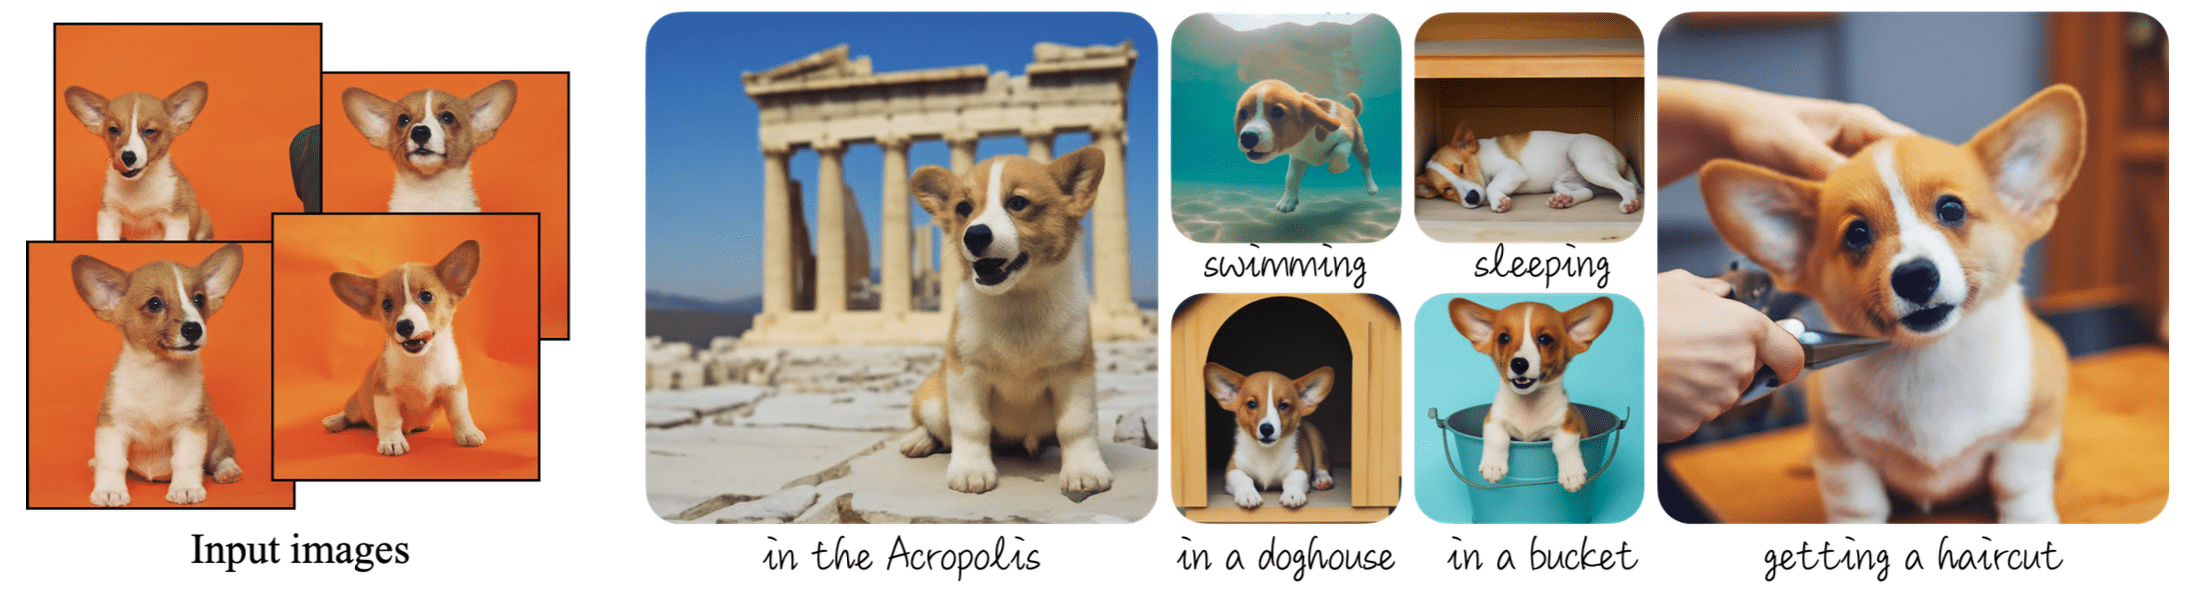 Input images
in the Acropolis
swimming
sleeping
in a doghouse
in a bucket
getting a haircut